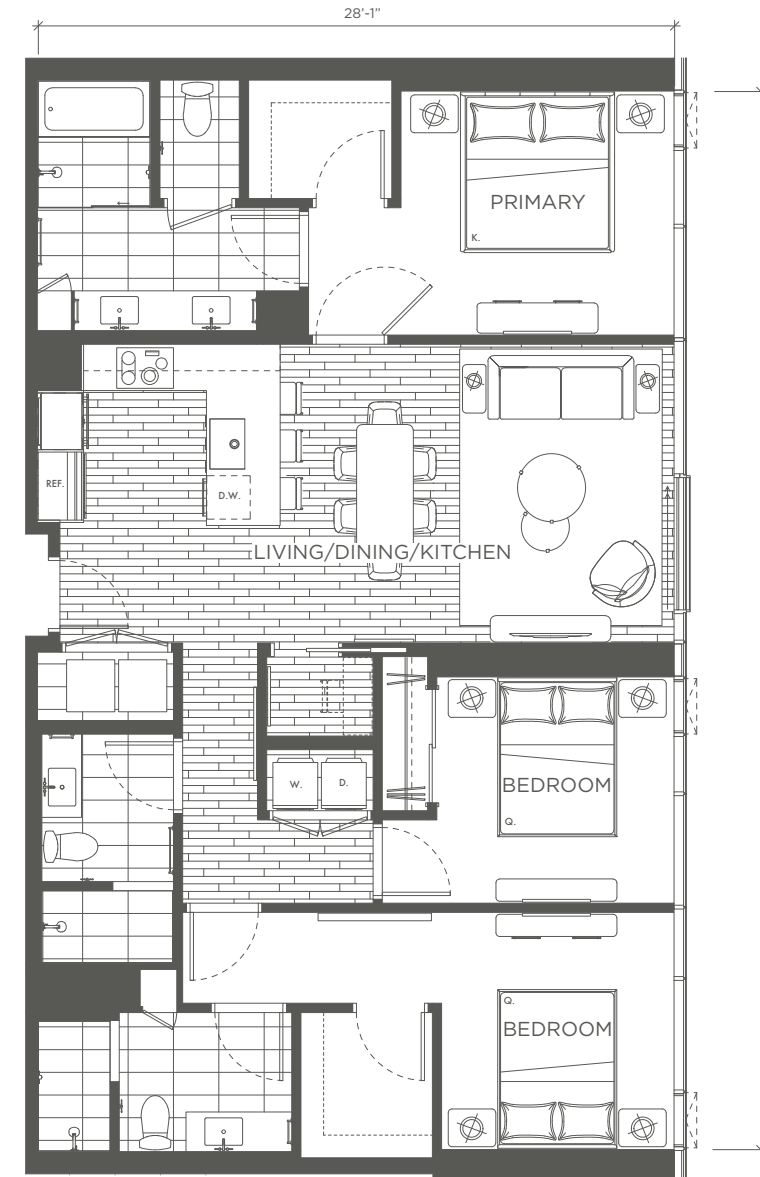 28'-1"
PRIMARY
K.
REF.
D.W.
LIVING/DINING/KITCHEN
W. D.
BEDROOM
Q.
Q.
BEDROOM